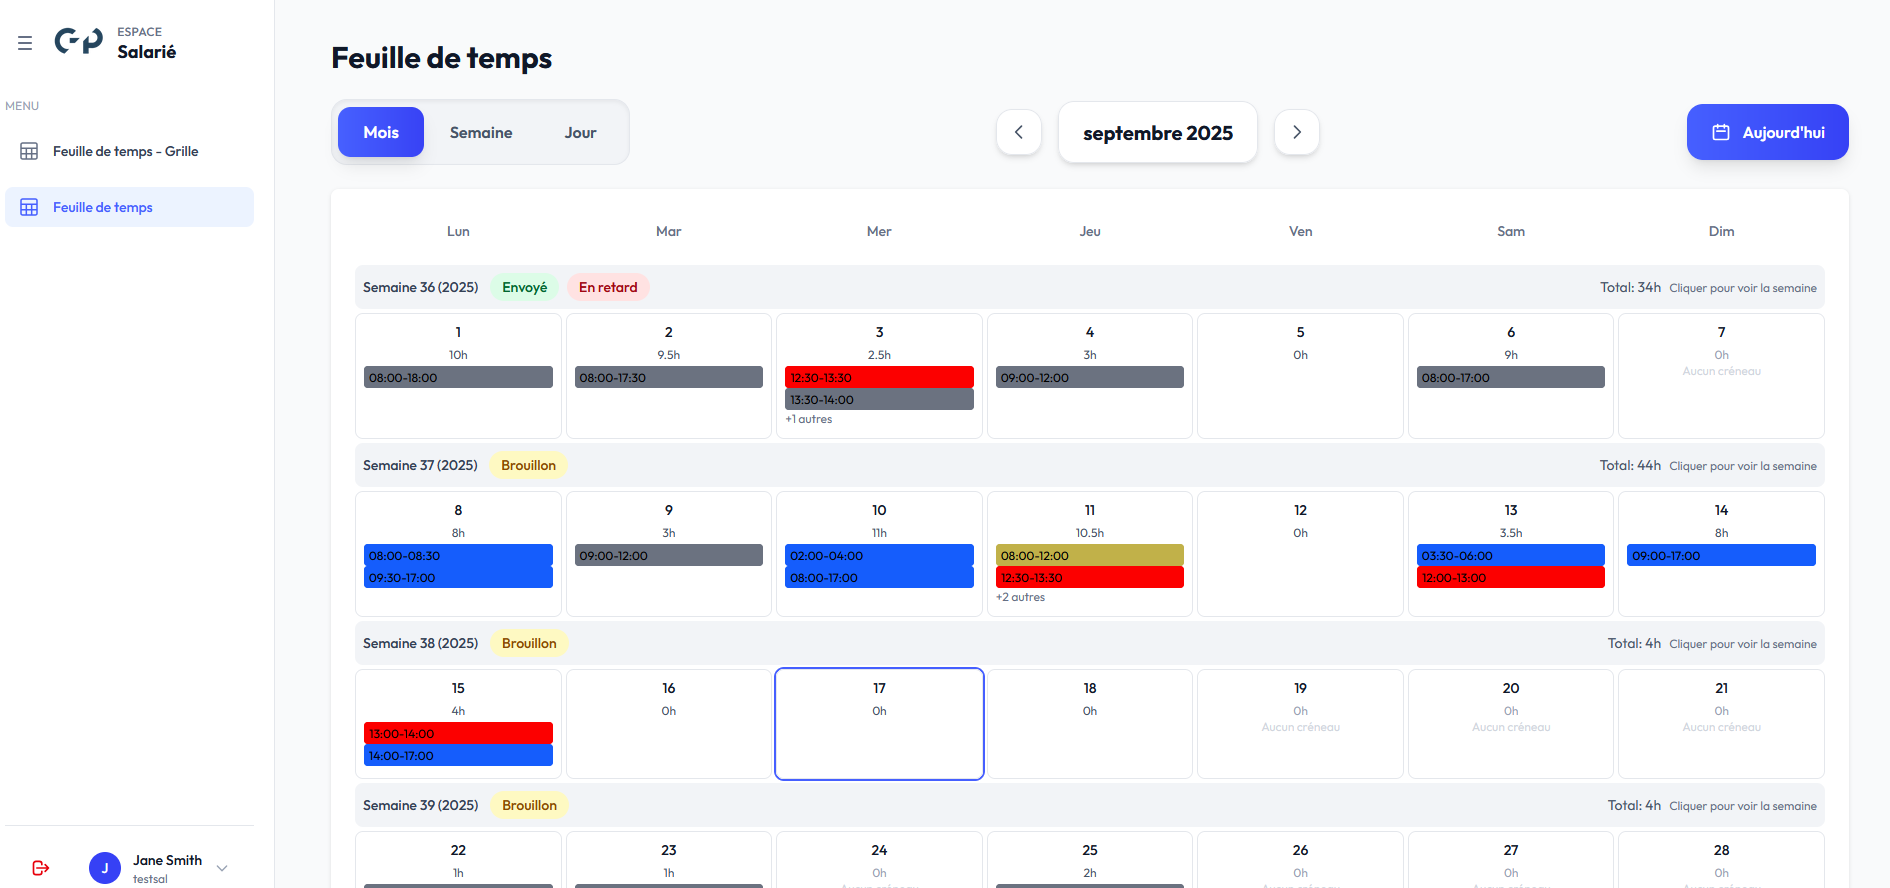 ESPACE
Salarié
MENU
Feuille de temps - Grille
Feuille de temps
Jane Smith
testsal
J
Feuille de temps
Mois Semaine Jour
septembre 2025
Aujourd'hui
Lun Mar Mer Jeu Ven Sam Dim
Semaine 36 (2025) Envoyé En retard Total: 34h Cliquer pour voir la semaine
1 2 3 4 5 6 7
10h 9.5h 2.5h 3h 0h 9h 0h
08:00-18:00 08:00-17:30 12:30-13:30 09:00-12:00 08:00-17:00 Aucun créneau
13:30-14:00
+1 autres
Semaine 37 (2025) Brouillon Total: 44h Cliquer pour voir la semaine
8 9 10 11 12 13 14
8h 3h 11h 10.5h 0h 3.5h 8h
08:00-08:30 09:00-12:00 02:00-04:00 08:00-12:00 03:30-06:00 09:00-17:00
09:30-17:00 08:00-17:00 12:30-13:30 12:00-13:00
+2 autres
Semaine 38 (2025) Brouillon Total: 4h Cliquer pour voir la semaine
15 16 17 18 19 20 21
4h 0h 0h 0h 0h 0h 0h
13:00-14:00 Aucun créneau Aucun créneau Aucun créneau
14:00-17:00
Semaine 39 (2025) Brouillon Total: 4h Cliquer pour voir la semaine
22 23 24 25 26 27 28
1h 1h 0h 2h 0h 0h 0h